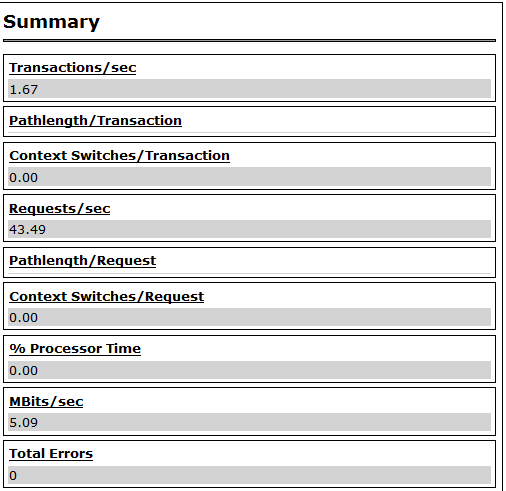 Summary
Transactions/sec
1.67
Pathlength/Transaction
Context Switches/Transaction
0.00
Requests/sec
43.49
Pathlength/Request
Context Switches/Request
0.00
% Processor Time
0.00
MBits/sec
5.09
Total Errors
0